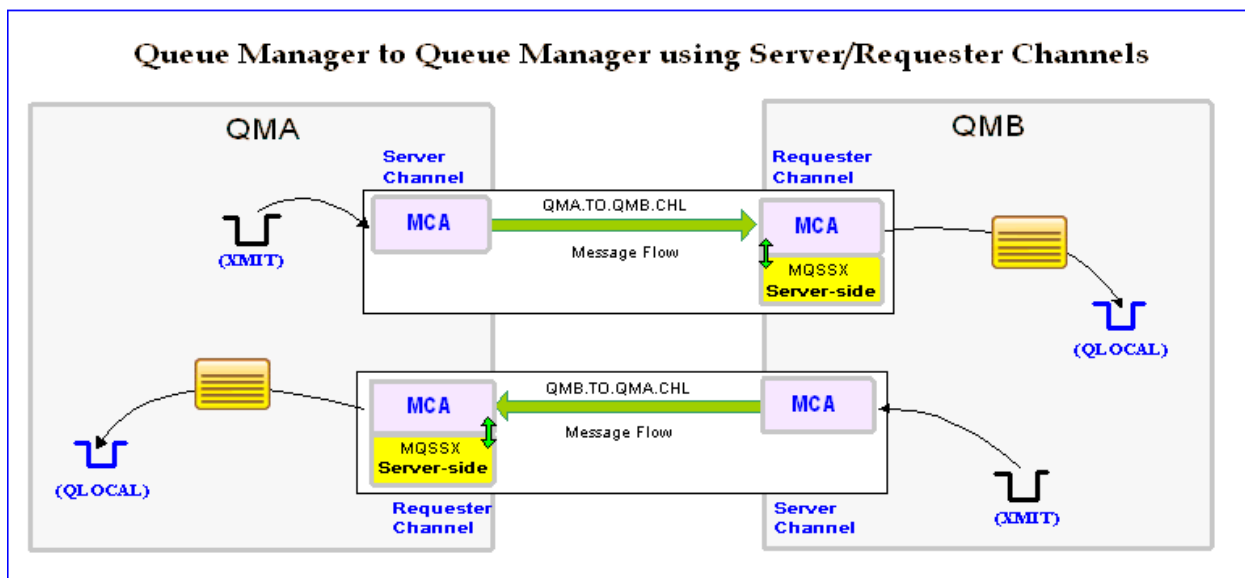 Queue Manager to Queue Manager using Server/Requester Channels
QMA
QMB
Server
Channel
Requester
Channel
MCA
QMA.TO.QMB.CHL
MCA
(XMIT)
Message Flow
MQSSX
Server-side
(QLOCAL)
QMB.TO.QMA.CHL
MCA
MCA
Message Flow
MQSSX
Server-side
(QLOCAL)
Requester
Channel
Server
Channel
(XMIT)